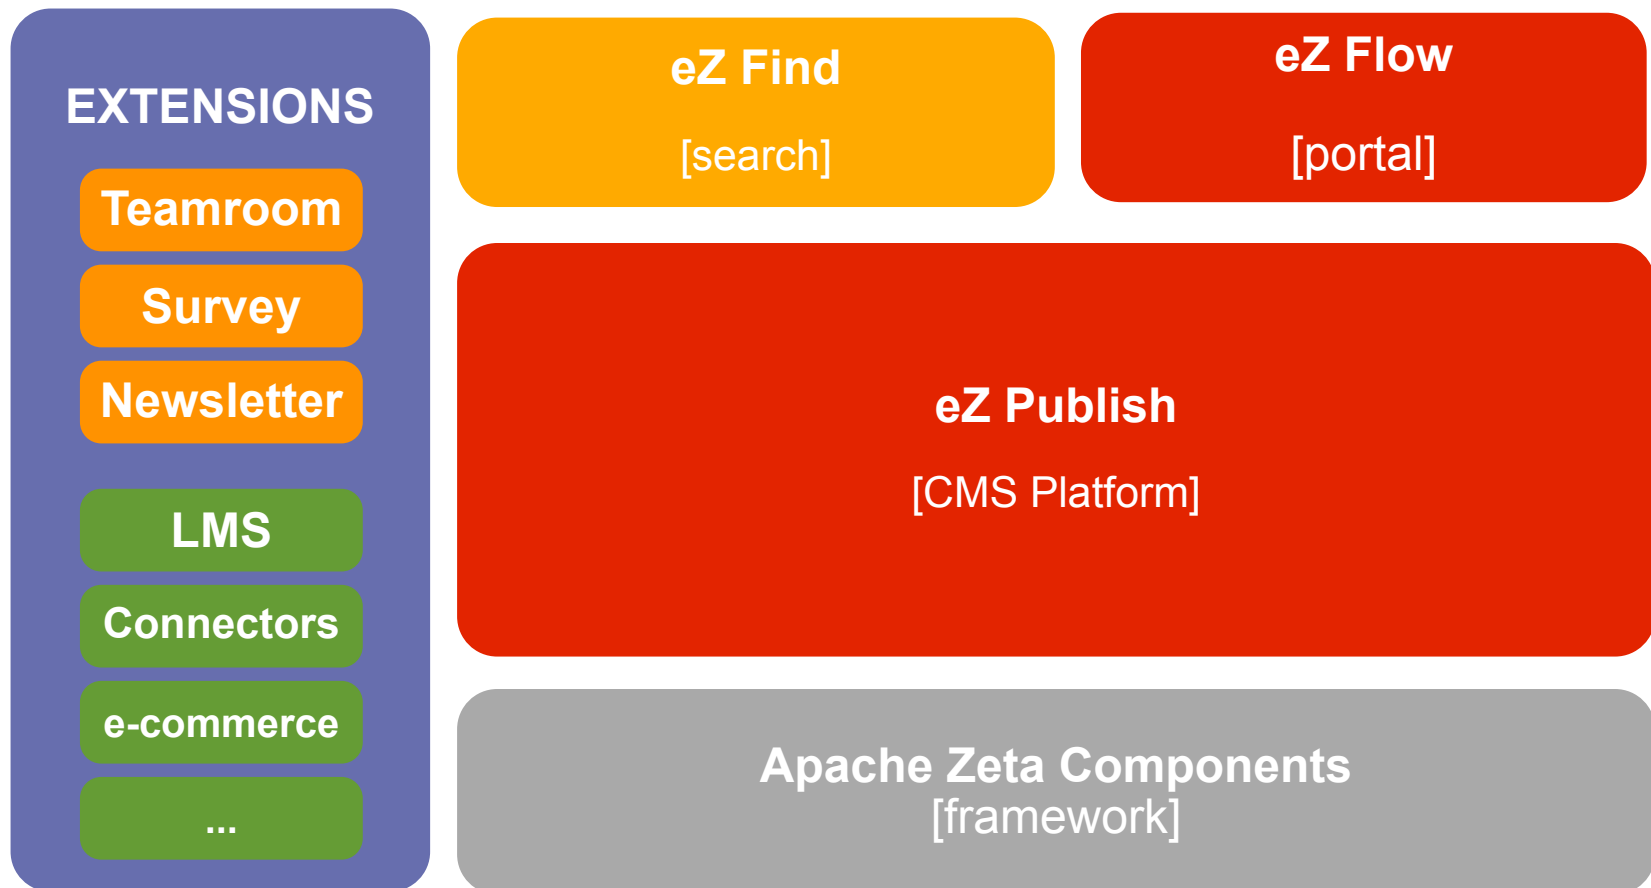 EXTENSIONS
Teamroom
Survey
Newsletter
LMS
Connectors
e-commerce
...
eZ Find
[search]
eZ Flow
[portal]
eZ Publish
[CMS Platform]
Apache Zeta Components
[framework]